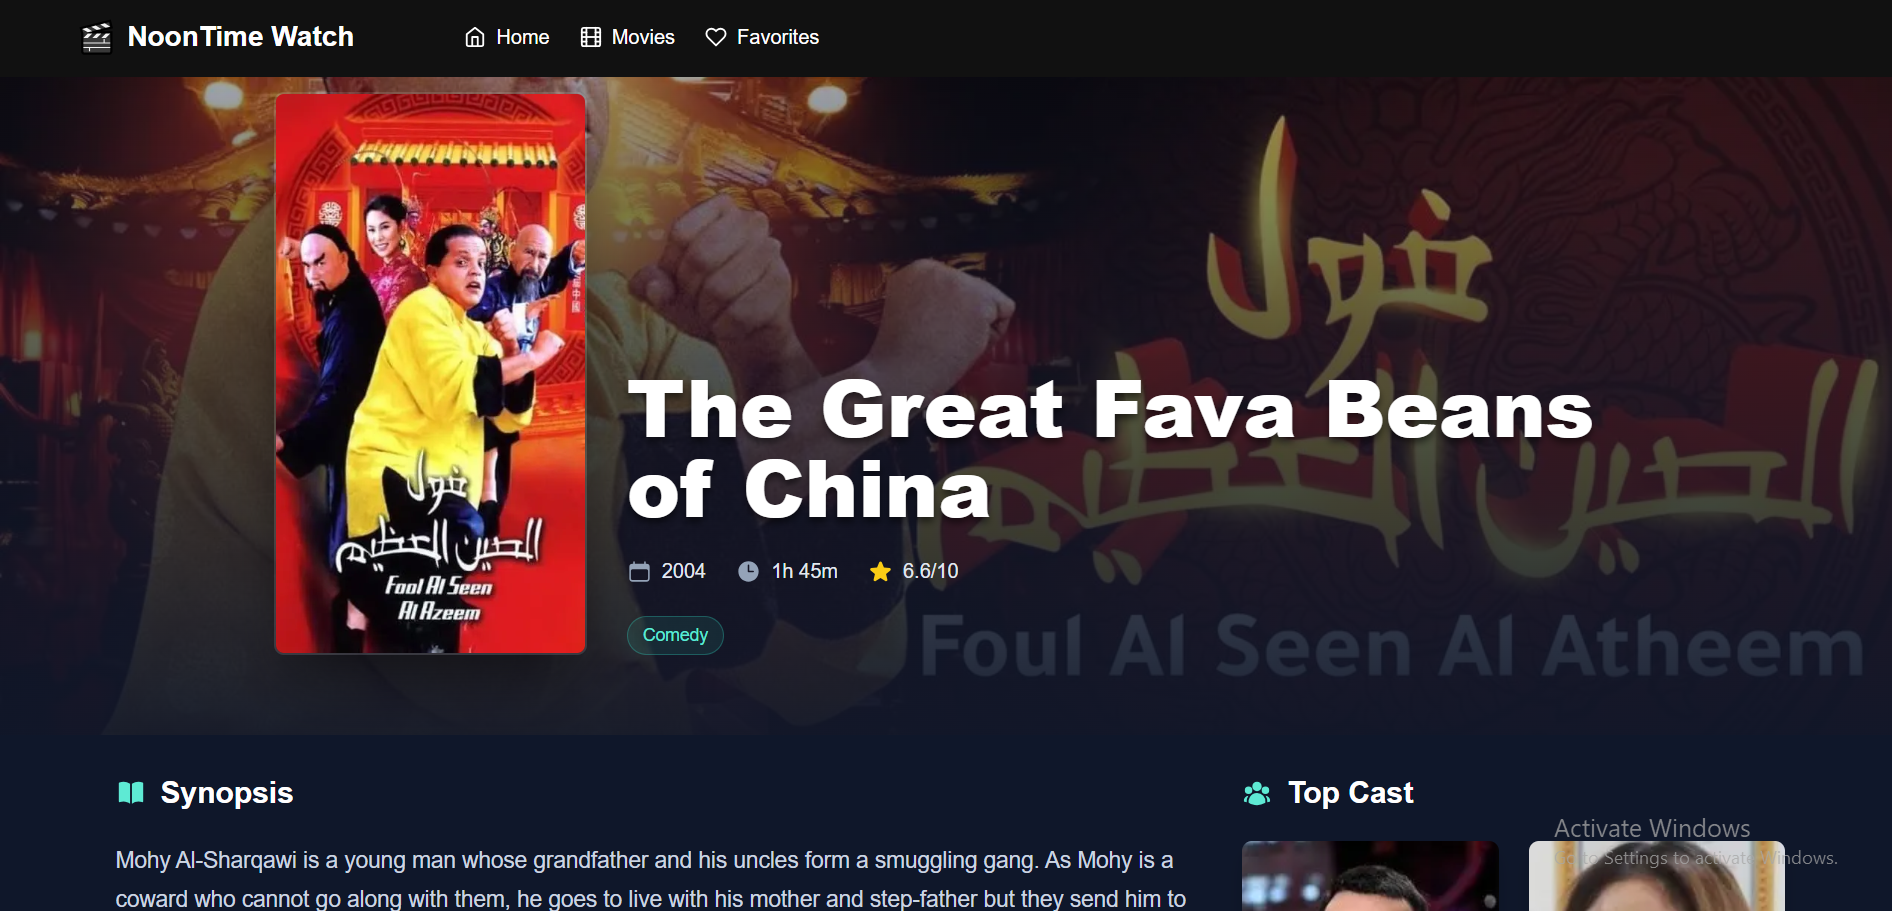 NoonTime Watch
Home
Movies
Favorites
فول
الصين العظيم
Fool Al Seen
Al Azeem
فول
الصين العظيم
Foul Al Seen Al Atheem
The Great Fava Beans
of China
2004
1h 45m
6.6/10
Comedy
Synopsis
Mohy Al-Sharqawi is a young man whose grandfather and his uncles form a smuggling gang. As Mohy is a
coward who cannot go along with them, he goes to live with his mother and step-father but they send him to
Top Cast
Activate Windows
Go to Settings to activate Windows.